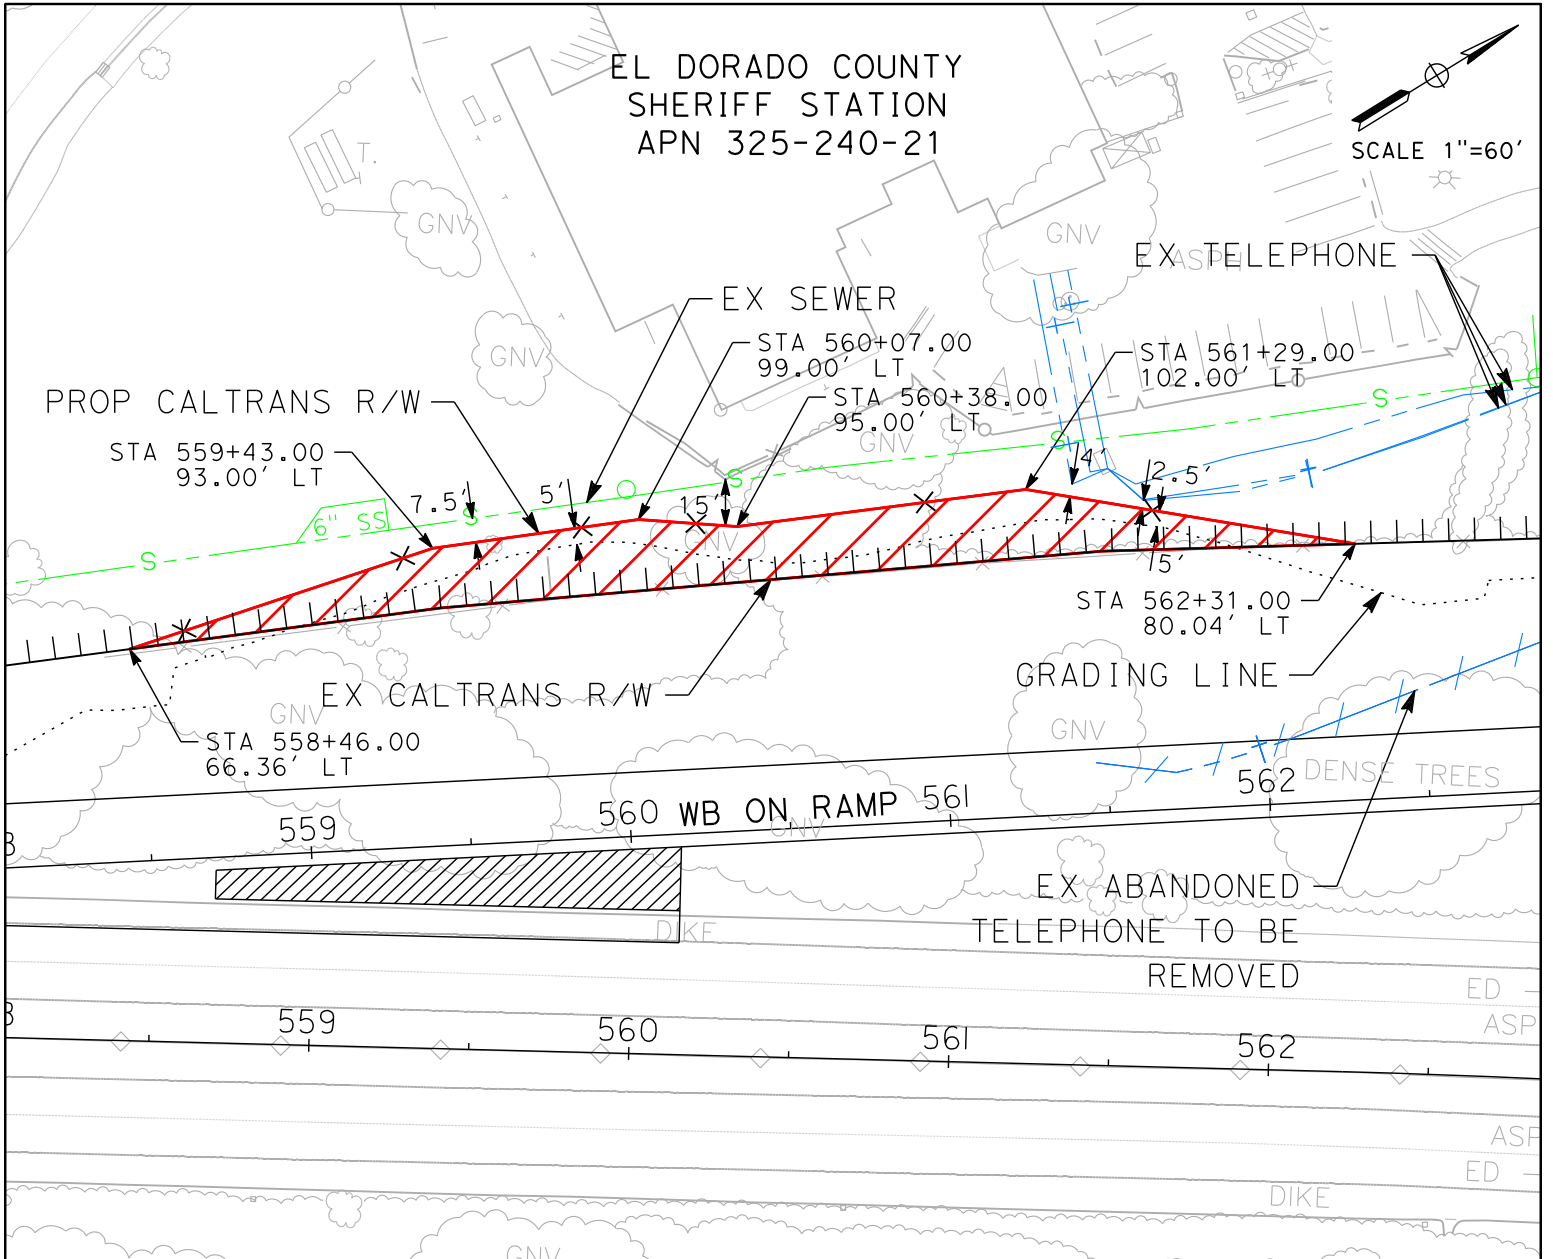 EL DORADO COUNTY
SHERIFF STATION
APN 325-240-21
SCALE 1"=60'
T.
GNV
GNV
EX TELEPHONE
ASPH
EX SEWER
GNV
STA 560+07.00
99.00' LT
STA 561+29.00
102.00' LT
PROP CALTRANS R/W
STA 560+38.00
95.00' LT
GNV
S
S
STA 559+43.00
93.00' LT
7.5'
5'
15'
S
4'
2.5'
6" SS
S
S
GNV
5'
STA 562+31.00
80.04' LT
GRADING LINE
EX CALTRANS R/W
GNV
GNV
STA 558+46.00
66.36' LT
DENSE TREES
559
560
WB ON RAMP
561
562
GNV
EX ABANDONED
TELEPHONE TO BE
REMOVED
DIKE
ED
ASP
559
560
561
562
ASP
ED
DIKE
GNV